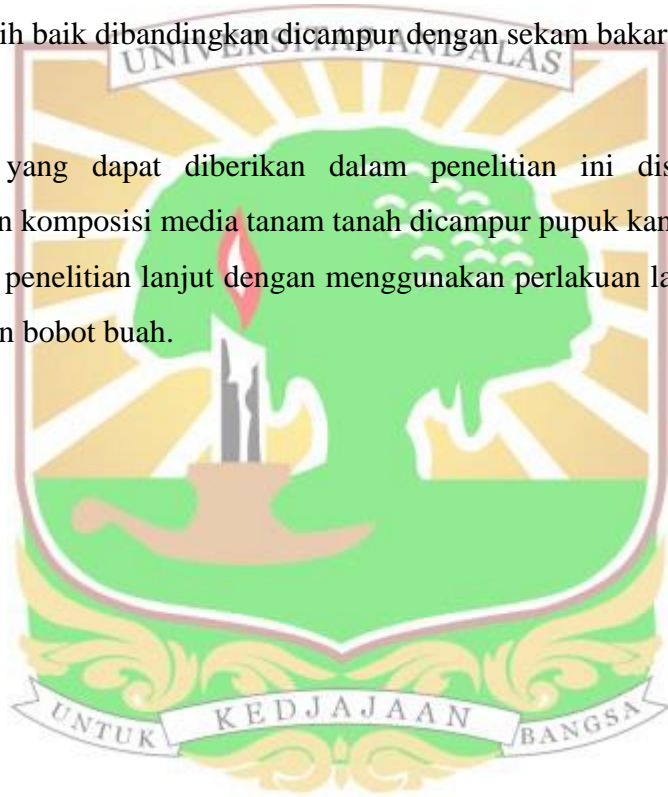 ih baik dibandingkan dicampur dengan sekam bakar
UNIVERSITAS ANDALAS
yang dapat diberikan dalam penelitian ini dis
n komposisi media tanam tanah dicampur pupuk kan
penelitian lanjut dengan menggunakan perlakuan la
n bobot buah.
UNTUK KEDJAJAAN BANGSA